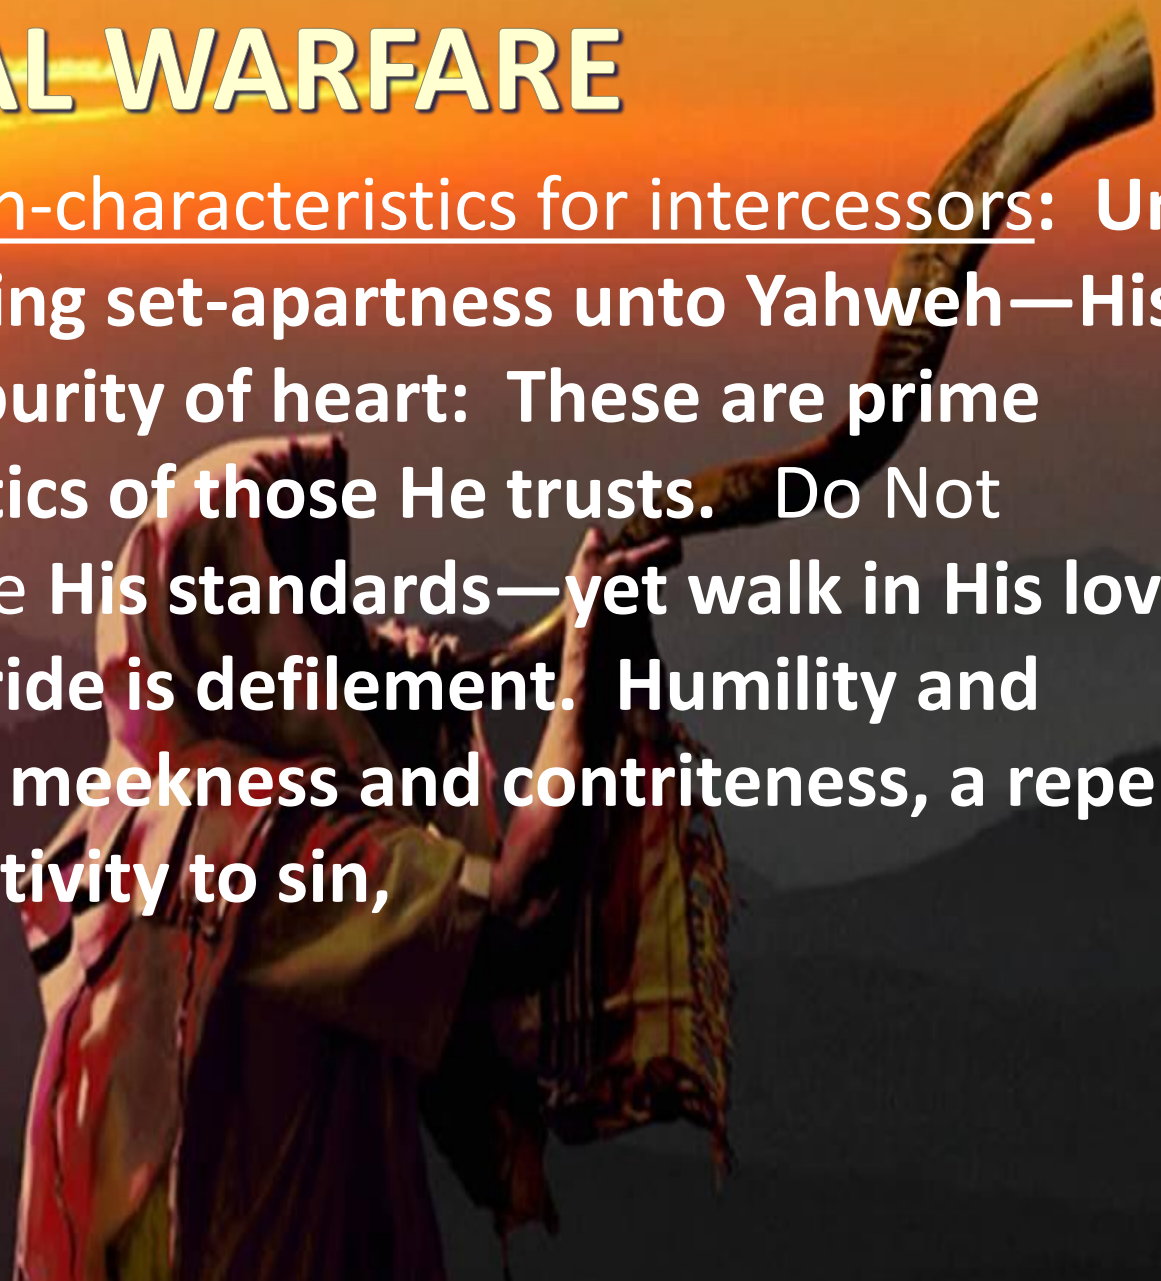 AL WARFARE
n-characteristics for intercessors: Un
ing set-apartness unto Yahweh—His
purity of heart: These are prime
tics of those He trusts. Do Not
e His standards—yet walk in His lov
ride is defilement. Humility and
meekness and contriteness, a repe
tivity to sin,